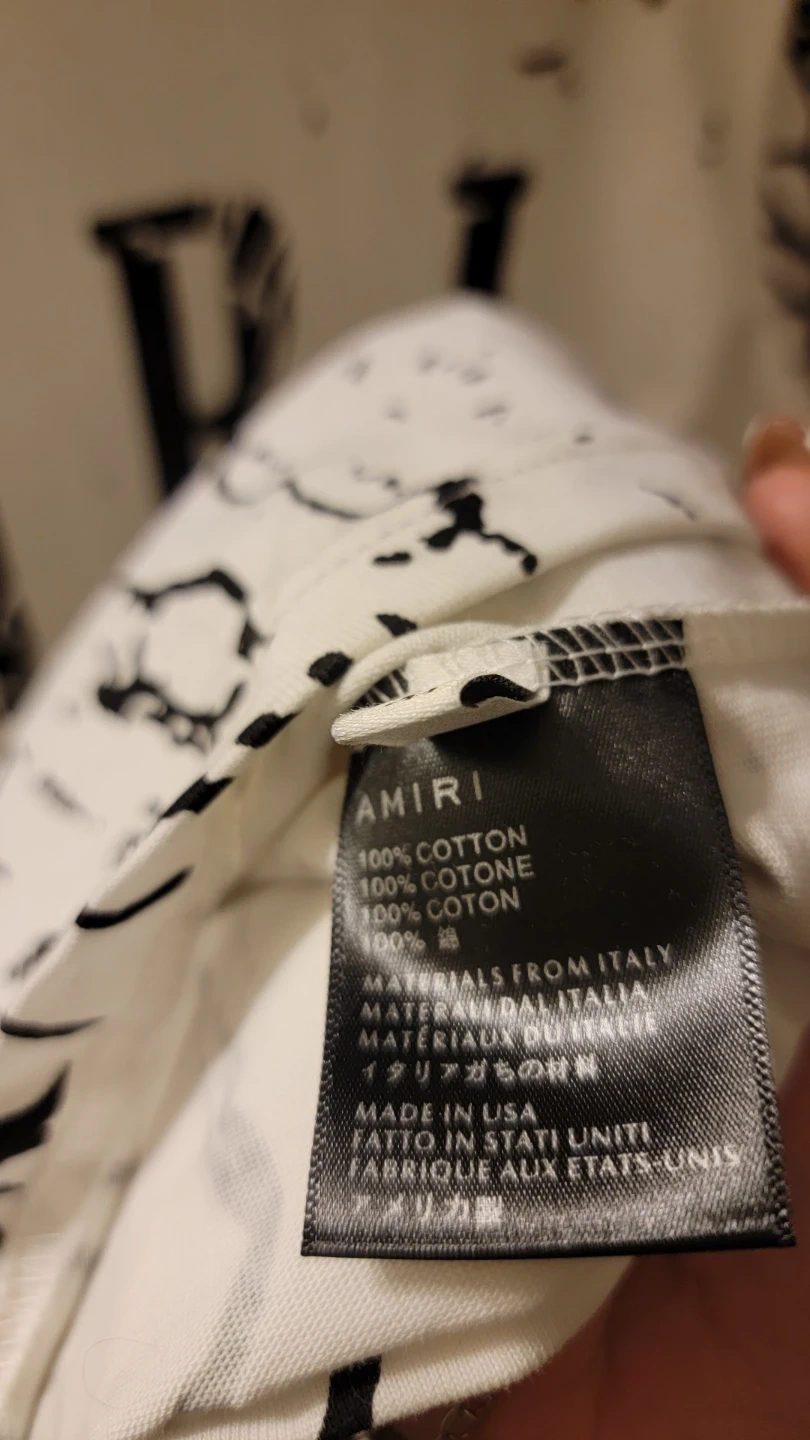 R I
AMIRI
100% COTTON
100% COTONE
100% COTON
100% 綿
MATERIALS FROM ITALY
MATERIALI DAL ITALIA
MATÉRIAUX DU ITALIE
イタリアからの材料
MADE IN USA
FATTO IN STATI UNITI
FABRIQUE AUX ETATS-UNIS
アメリカ製